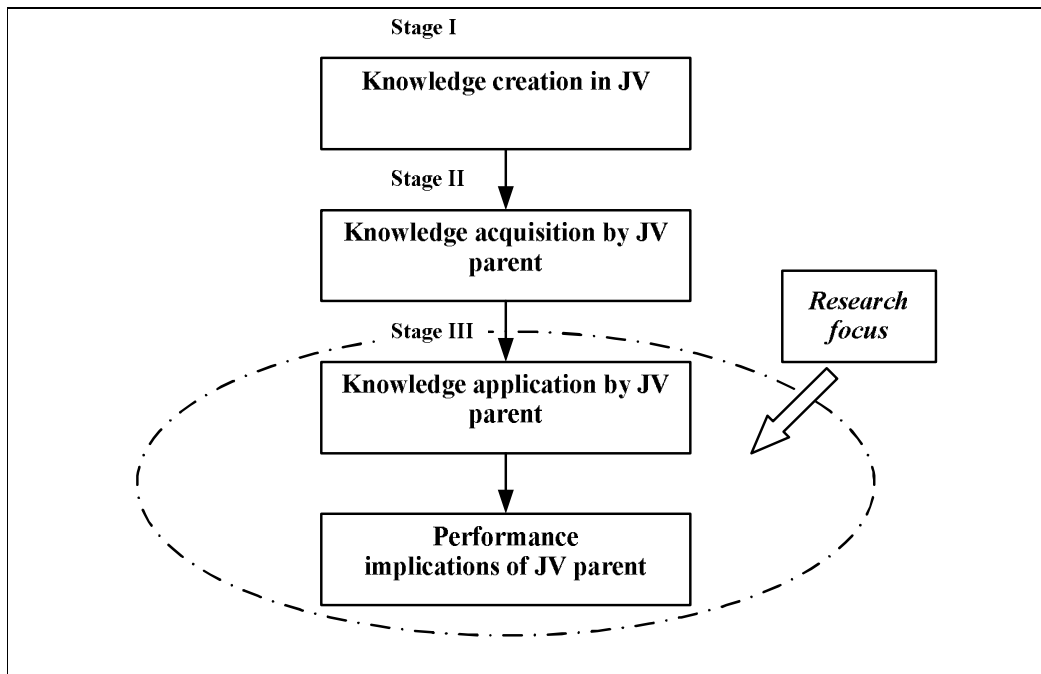 Stage I
Knowledge creation in JV
Stage II
Knowledge acquisition by JV
parent
Research
focus
Stage III
Knowledge application by JV
parent
Performance
implications of JV parent